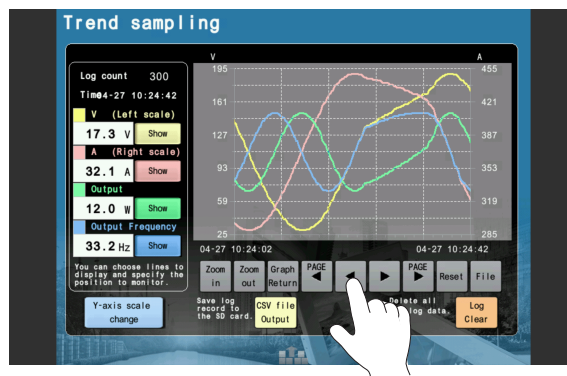 Trend sampling
V
A
Log count 300
Time04-27 10:24:42
V (Left scale)
17.3 V Show
A (Right scale)
32.1 A Show
Output
12.0 W Show
Output Frequency
33.2 Hz Show
You can choose lines to
display and specify the
position to monitor.
Y-axis scale
change
195
161
127
93
59
25
455
421
387
353
319
285
04-27 10:24:02
04-27 10:24:42
Zoom
in
Zoom
out
Graph
Return
PAGE
PAGE
Reset
File
Save log
record to
the SD card.
CSV file
Output
Delete all
log data.
Log
Clear